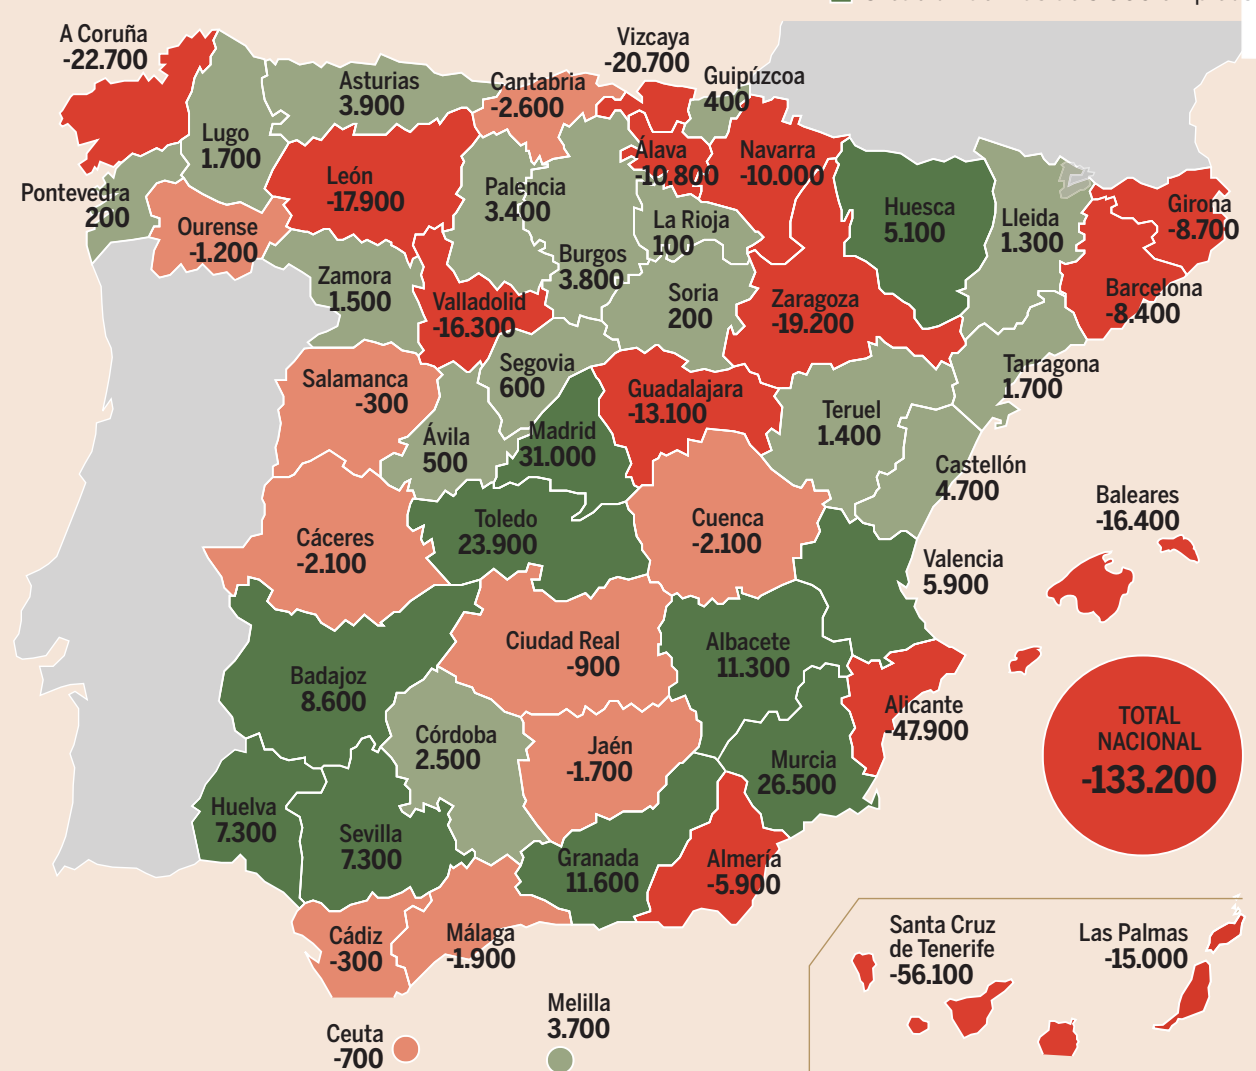 A Coruña
-22.700
Vizcaya
-20.700
Guipúzcoa
400
Asturias
3.900
Cantabria
-2.600
Lugo
1.700
Álava
-10.800
Navarra
-10.000
León
-17.900
Palencia
3.400
Pontevedra
200
Ourense
-1.200
La Rioja
100
Huesca
5.100
Lleida
1.300
Girona
-8.700
Burgos
3.800
Zamora
1.500
Valladolid
-16.300
Soria
200
Zaragoza
-19.200
Barcelona
-8.400
Salamanca
-300
Segovia
600
Guadalajara
-13.100
Tarragona
1.700
Ávila
500
Madrid
31.000
Teruel
1.400
Castellón
4.700
Baleares
-16.400
Cáceres
-2.100
Toledo
23.900
Cuenca
-2.100
Valencia
5.900
Ciudad Real
-900
Albacete
11.300
Badajoz
8.600
Alicante
-47.900
TOTAL
NACIONAL
-133.200
Córdoba
2.500
Jaén
-1.700
Murcia
26.500
Huelva
7.300
Sevilla
7.300
Granada
11.600
Almería
-5.900
Cádiz
-300
Málaga
-1.900
Santa Cruz
de Tenerife
-56.100
Las Palmas
-15.000
Ceuta
-700
Melilla
3.700